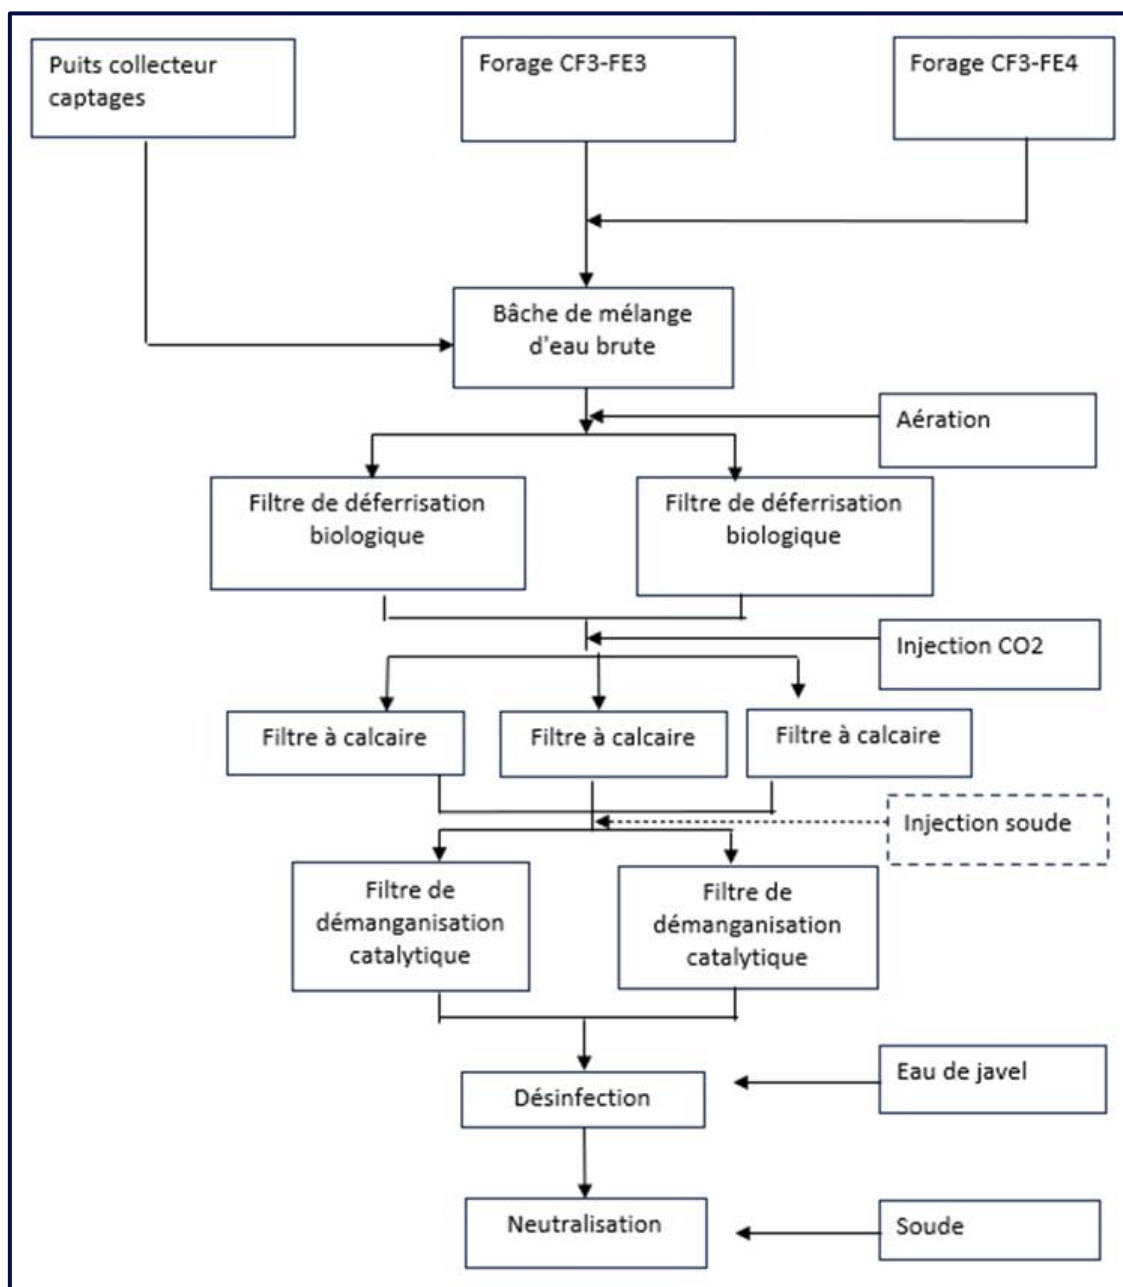 Puits collecteur
captages
Forage CF3-FE3
Forage CF3-FE4
Bâche de mélange
d'eau brute
Aération
Filtre de déferrisation
biologique
Filtre de déferrisation
biologique
Injection CO2
Filtre à calcaire
Filtre à calcaire
Filtre à calcaire
Injection soude
Filtre de
démanganisation
catalytique
Filtre de
démanganisation
catalytique
Eau de javel
Désinfection
Neutralisation
Soude